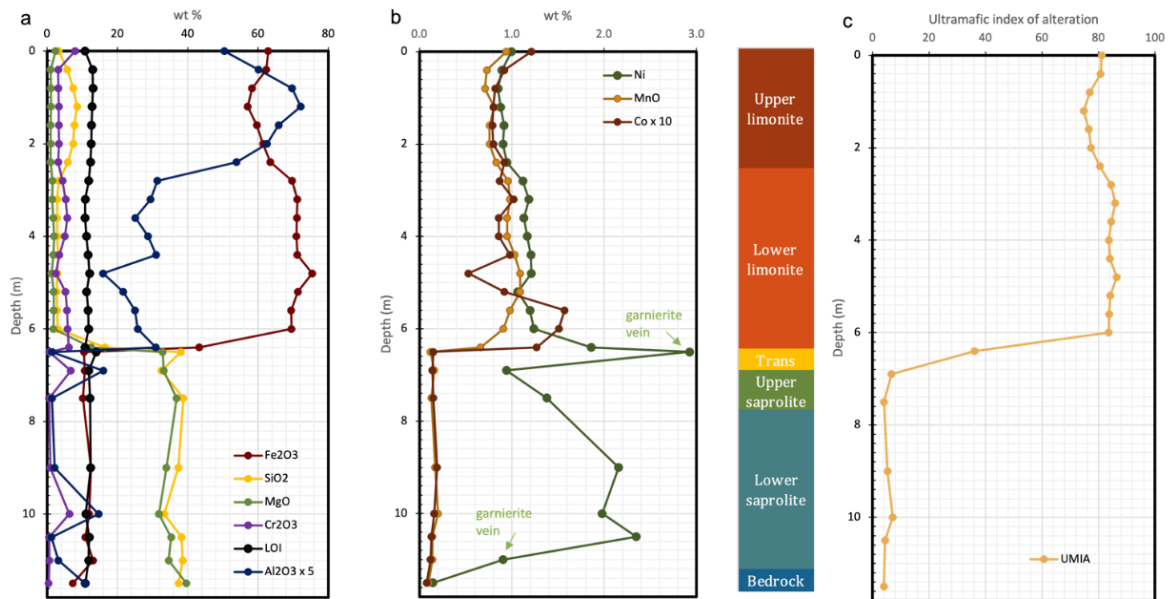 a
wt %
0 20 40 60 80
0
2
4
6
8
10
Depth (m)
Fe2O3
SiO2
MgO
Cr2O3
LOI
Al2O3 x 5
b
wt %
0.0 1.0 2.0 3.0
0
2
4
6
8
10
Depth (m)
Ni
MnO
Co x 10
garnierite
vein
garnierite
vein
Upper
limonite
Lower
limonite
Trans
Upper
saprolite
Lower
saprolite
Bedrock
c
Ultramafic index of alteration
0 20 40 60 80 100
0
2
4
6
8
10
Depth (m)
UMIA